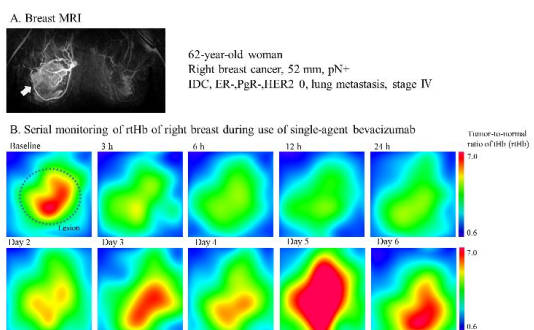 A. Breast MRI
62-year-old woman
Right breast cancer, 52 mm, pN+
IDC, ER-,PgR-,HER2 0, lung metastasis, stage IV
B. Serial monitoring of rtHb of right breast during use of single-agent bevacizumab
Tumor-to-normal
ratio of tHb (rtHb)
Baseline 3 h 6 h 12 h 24 h
7.0
Lesion
0.6
Day 2 Day 3 Day 4 Day 5 Day 6
7.0
0.6